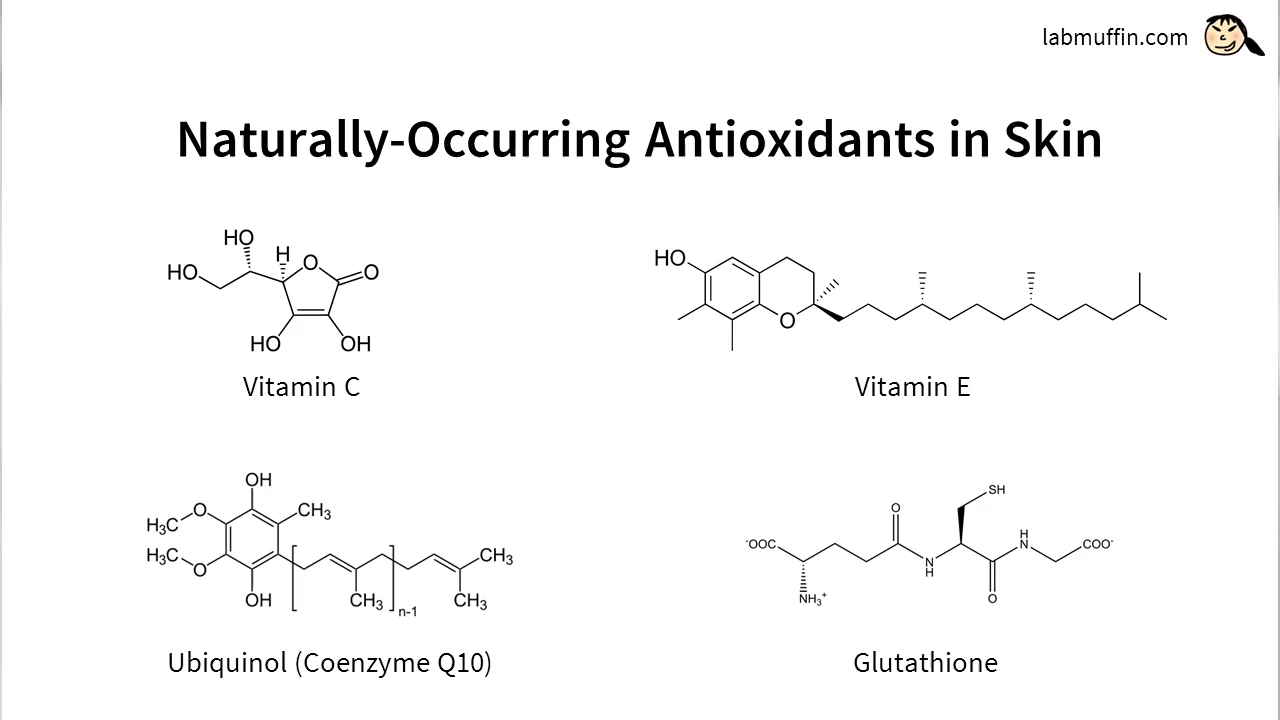 labmuffin.com
Naturally-Occurring Antioxidants in Skin
HO
HO
H
O
O
HO
OH
Vitamin C
HO
O
Vitamin E
OH
H₃C
O
CH₃
H₃C
O
OH
CH₃
n-1
CH₃
CH₃
Ubiquinol (Coenzyme Q10)
SH
O
⁻OOC
H
N
COO⁻
N
H
NH₃⁺
O
Glutathione